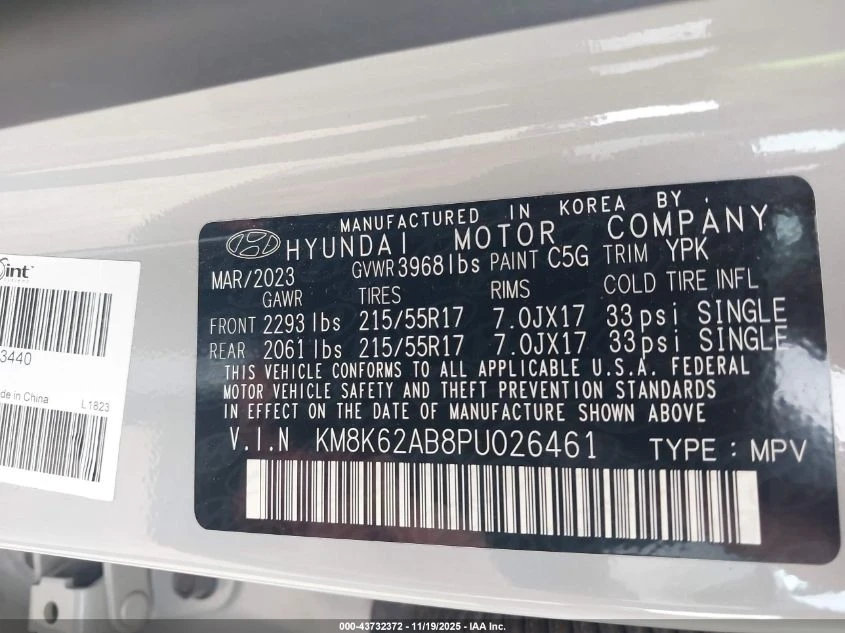 MANUFACTURED IN KOREA BY
HYUNDAI MOTOR COMPANY
MAR/2023 GVWR 3968 lbs PAINT C5G TRIM YPK
GAWR TIRES RIMS COLD TIRE INFL
FRONT 2293 lbs 215/55R17 7.0JX17 33 psi SINGLE
REAR 2061 lbs 215/55R17 7.0JX17 33 psi SINGLE
THIS VEHICLE CONFORMS TO ALL APPLICABLE U.S.A. FEDERAL
MOTOR VEHICLE SAFETY AND THEFT PREVENTION STANDARDS
IN EFFECT ON THE DATE OF MANUFACTURE SHOWN ABOVE
V.I.N KM8K62AB8PU026461 TYPE : MPV
int
3440
de in China L1823
000-43732372 - 11/19/2025 - IAA Inc.